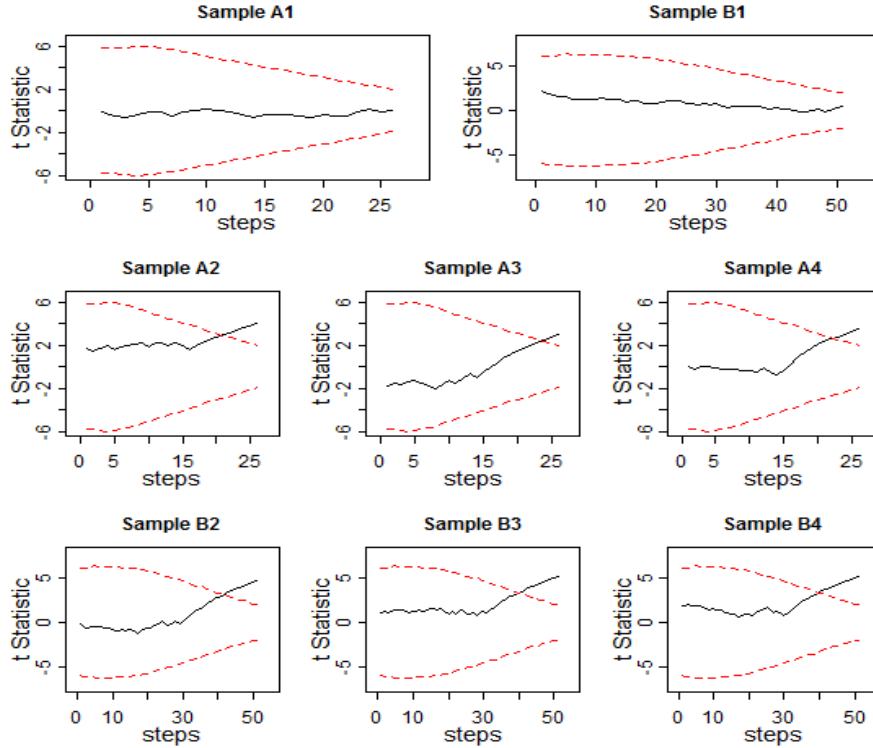 Sample A1
t Statistic
-6 -2 2 6
0 5 10 15 20 25
steps
Sample B1
t Statistic
-5 0 5
0 10 20 30 40 50
steps
Sample A2
t Statistic
-6 -2 2 6
0 5 15 25
steps
Sample A3
t Statistic
-6 -2 2 6
0 5 15 25
steps
Sample A4
t Statistic
-6 -2 2 6
0 5 15 25
steps
Sample B2
t Statistic
-5 0 5
0 10 30 50
steps
Sample B3
t Statistic
-5 0 5
0 10 30 50
steps
Sample B4
t Statistic
-5 0 5
0 10 30 50
steps